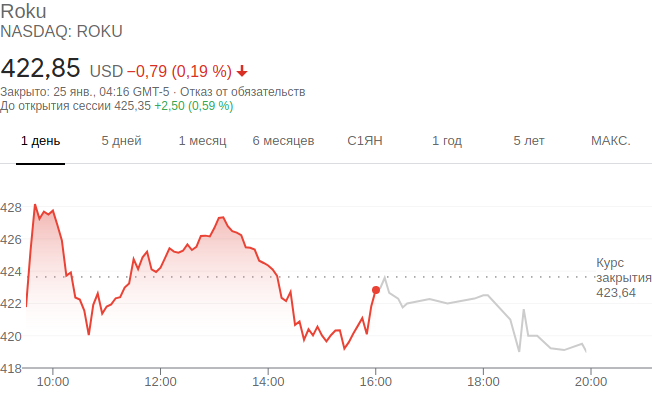 Roku
NASDAQ: ROKU
422,85 USD −0,79 (0,19 %)
Закрыто: 25 янв., 04:16 GMT-5 · Отказ от обязательств
До открытия сессии 425,35 +2,50 (0,59 %)
1 день 5 дней 1 месяц 6 месяцев С1ЯН 1 год 5 лет МАКС.
428
426
424
422
420
418
Курс
закрытия
423,64
10:00 12:00 14:00 16:00 18:00 20:00